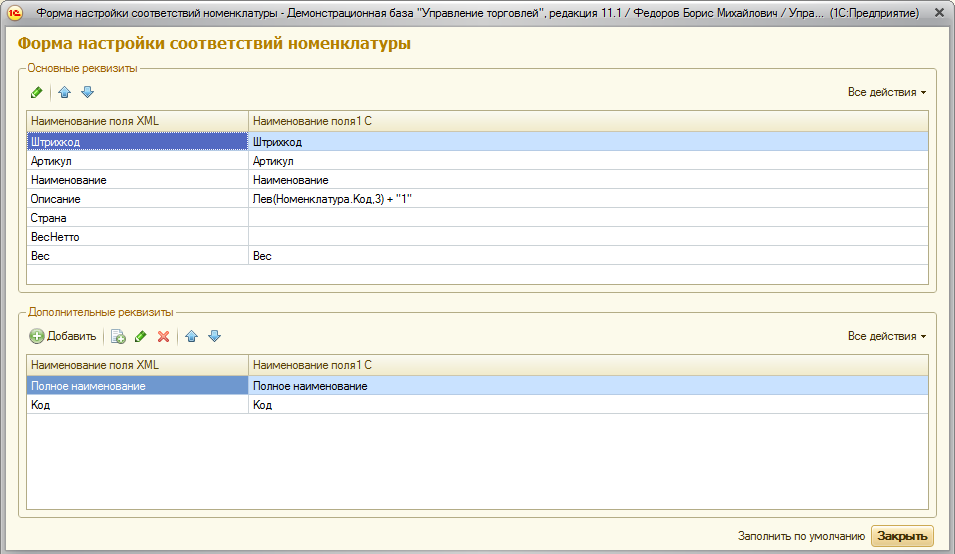 Форма настройки соответствий номенклатуры - Демонстрационная база "Управление торговлей", редакция 11.1 / Федоров Борис Михайлович / Упра... (1С:Предприятие)
Форма настройки соответствий номенклатуры
Основные реквизиты
Все действия
Наименование поля XML Наименование поля1 С
Штрихкод Штрихкод
Артикул Артикул
Наименование Наименование
Описание Лев(Номенклатура.Код,3) + "1"
Страна
ВесНетто
Вес Вес
Дополнительные реквизиты
Добавить Все действия
Наименование поля XML Наименование поля1 С
Полное наименование Полное наименование
Код Код
Заполнить по умолчанию Закрыть